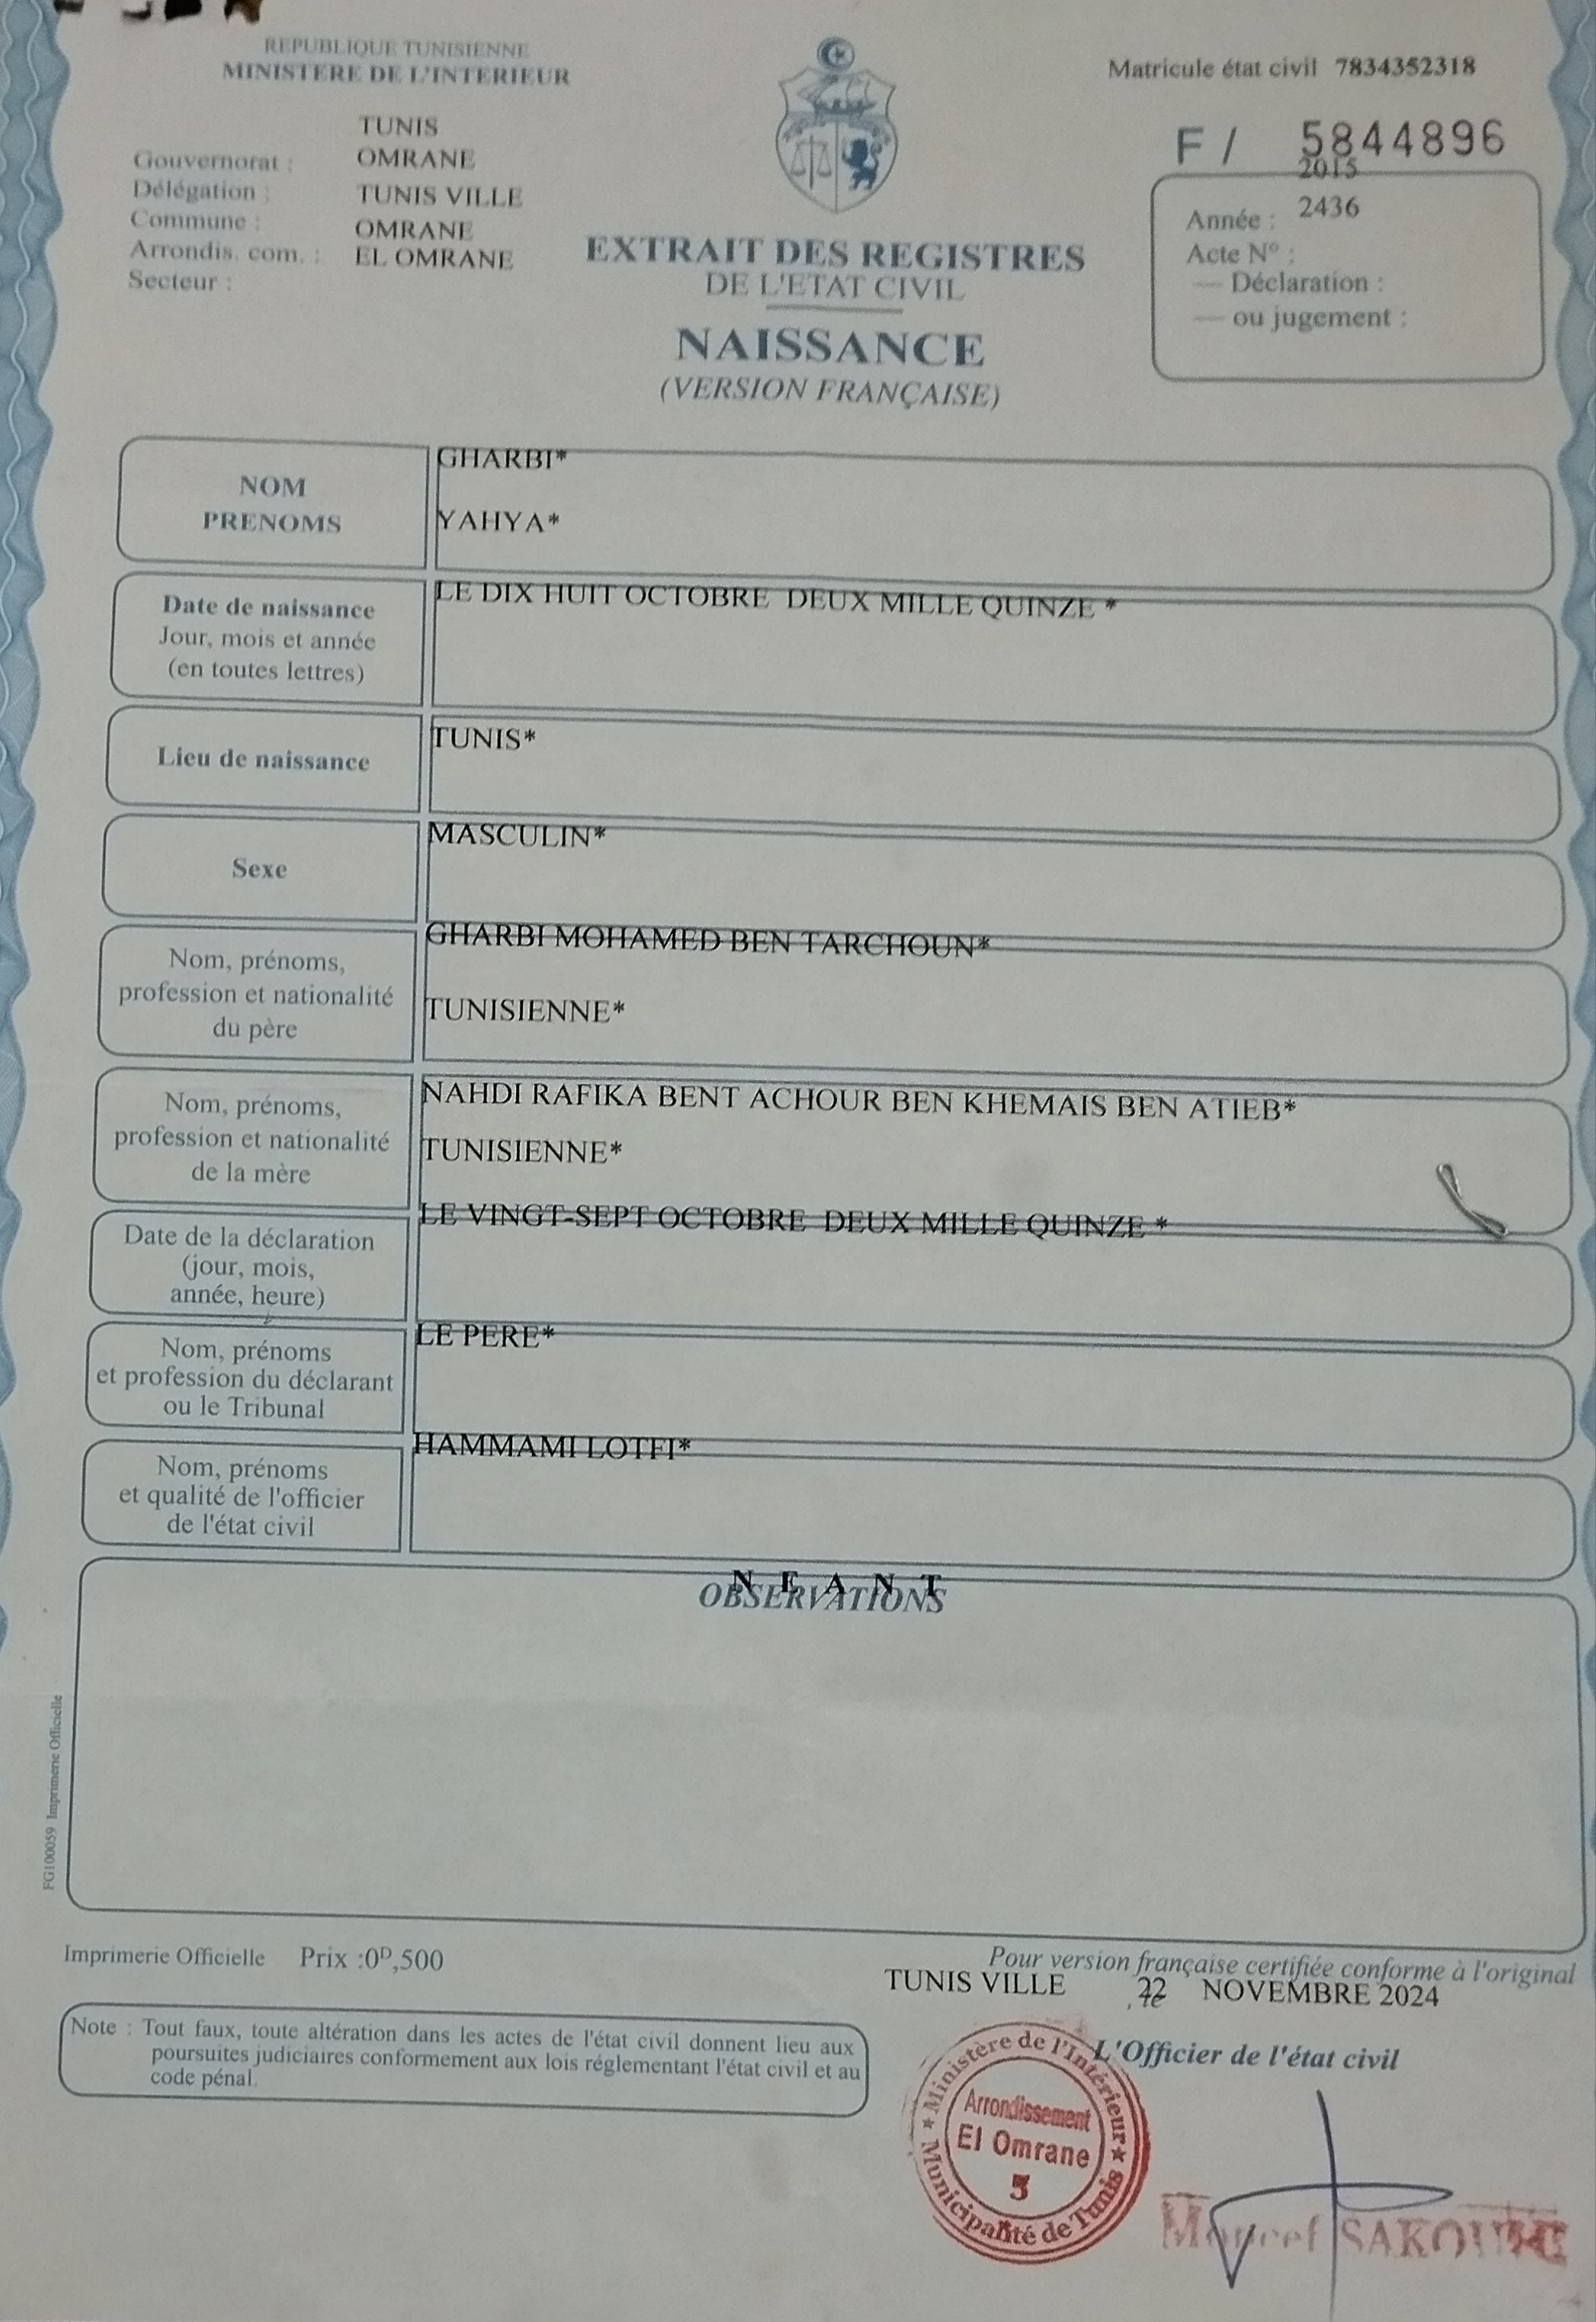 REPUBLIQUE TUNISIENNE
MINISTERE DE L'INTERIEUR
Matricule état civil 7834352318
F / 5844896
TUNIS
Gouvernorat : OMRANE
Délégation : TUNIS VILLE
Commune : OMRANE
Arrondis. com. : EL OMRANE
Secteur :
2015
Année : 2436
Acte N° :
— Déclaration :
— ou jugement :
EXTRAIT DES REGISTRES
DE L'ETAT CIVIL
NAISSANCE
(VERSION FRANÇAISE)
NOM
PRENOMS
GHARBI*
YAHYA*
Date de naissance
Jour, mois et année
(en toutes lettres)
LE DIX HUIT OCTOBRE DEUX MILLE QUINZE *
Lieu de naissance
TUNIS*
Sexe
MASCULIN*
Nom, prénoms,
profession et nationalité
du père
GHARBI MOHAMED BEN TARCHOUN*
TUNISIENNE*
Nom, prénoms,
profession et nationalité
de la mère
NAHDI RAFIKA BENT ACHOUR BEN KHEMAIS BEN ATIEB*
TUNISIENNE*
Date de la déclaration
(jour, mois,
année, heure)
LE VINGT-SEPT OCTOBRE DEUX MILLE QUINZE *
Nom, prénoms
et profession du déclarant
ou le Tribunal
LE PERE*
Nom, prénoms
et qualité de l'officier
de l'état civil
HAMMAMI LOTFI*
N E A N T
OBSERVATIONS
FG100059 Imprimerie Officielle
Imprimerie Officielle Prix :0ᴰ,500
Pour version française certifiée conforme à l'original
TUNIS VILLE , le 22 NOVEMBRE 2024
L'Officier de l'état civil
Note : Tout faux, toute altération dans les actes de l'état civil donnent lieu aux
poursuites judiciaires conformement aux lois réglementant l'état civil et au
code pénal.
Ministère de l'Intérieur
Arrondissement
El Omrane
Municipalité de Tunis
Moncef